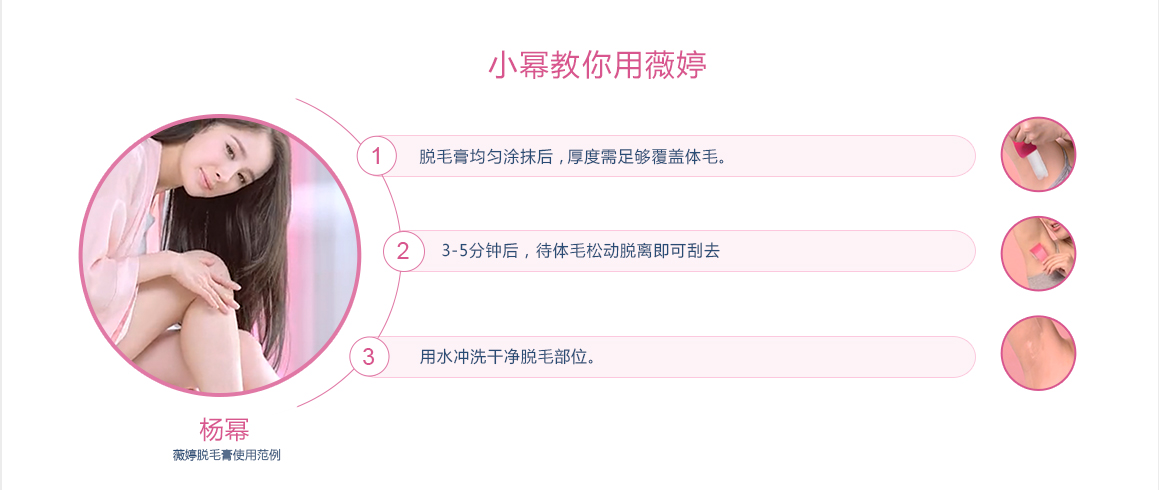 小幂教你用薇婷
1
脱毛膏均匀涂抹后，厚度需足够覆盖体毛。
2
3-5分钟后，待体毛松动脱离即可刮去
3
用水冲洗干净脱毛部位。
杨幂
薇婷脱毛膏使用范例